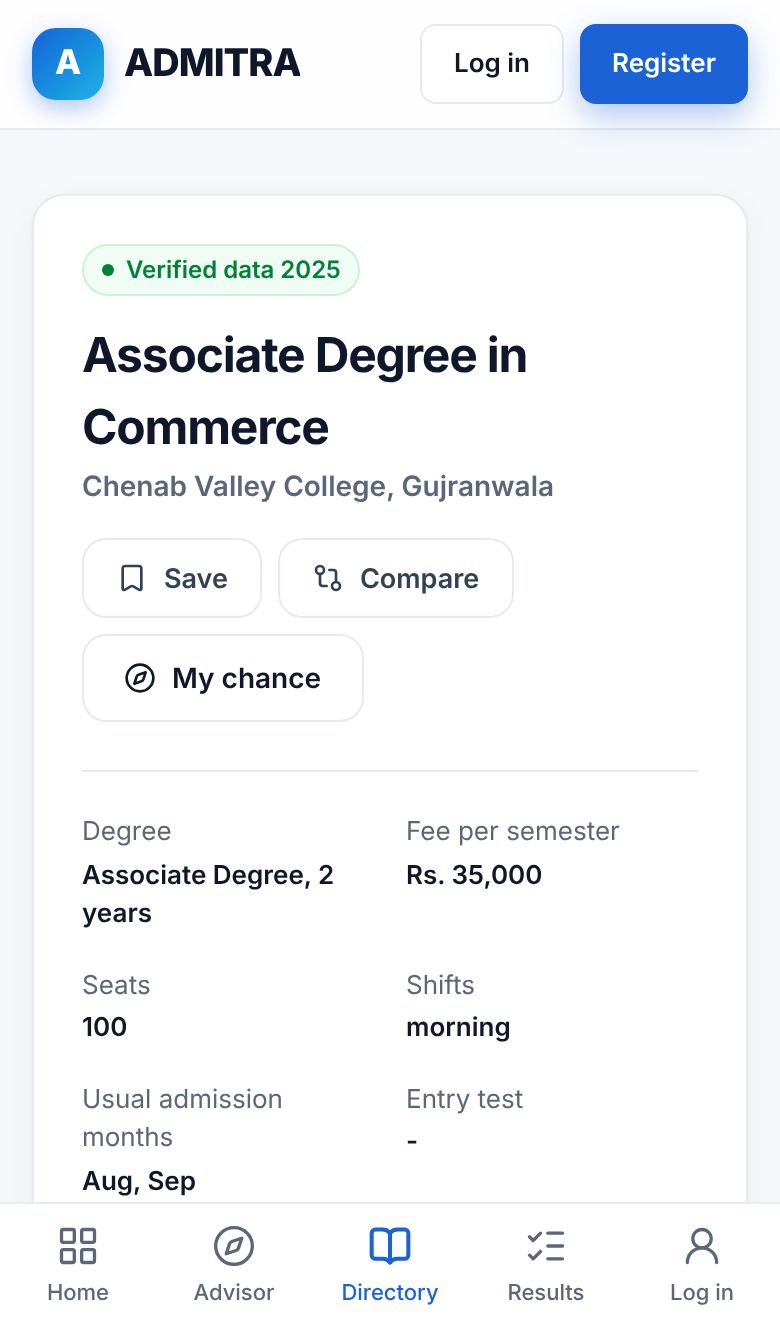 A ADMITRA Log in Register
Verified data 2025
Associate Degree in
Commerce
Chenab Valley College, Gujranwala
Save Compare
My chance
Degree
Associate Degree, 2
years
Fee per semester
Rs. 35,000
Seats
100
Shifts
morning
Usual admission
months
Aug, Sep
Entry test
-
Home Advisor Directory Results Log in